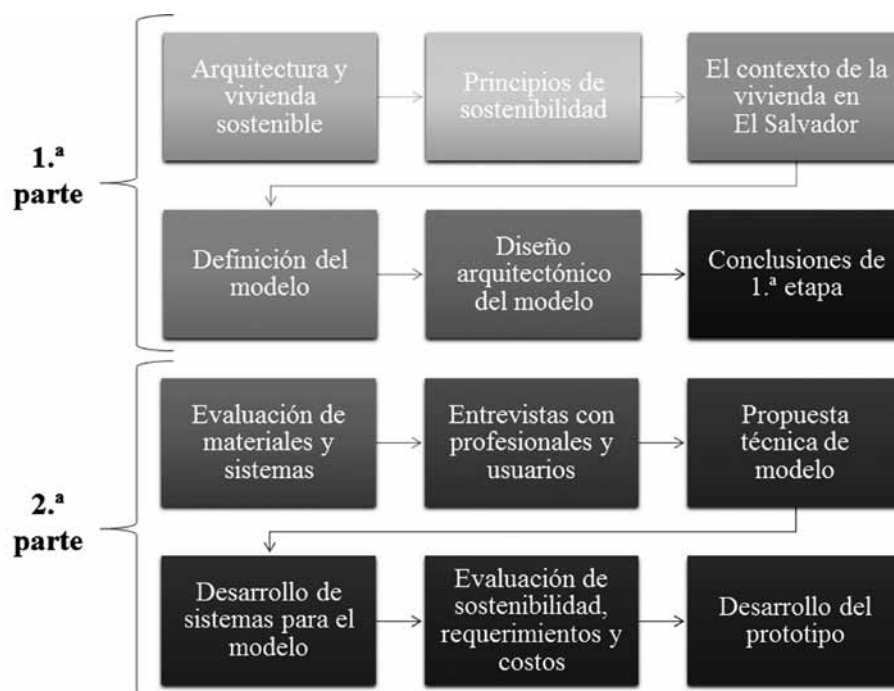 1.ª
parte
Arquitectura y
vivienda
sostenible
Principios de
sostenibilidad
El contexto de la
vivienda en
El Salvador
Definición del
modelo
Diseño
arquitectónico
del modelo
Conclusiones de
1.ª etapa
2.ª
parte
Evaluación de
materiales y
sistemas
Entrevistas con
profesionales y
usuarios
Propuesta
técnica de
modelo
Desarrollo de
sistemas para el
modelo
Evaluación de
sostenibilidad,
requerimientos y
costos
Desarrollo del
prototipo